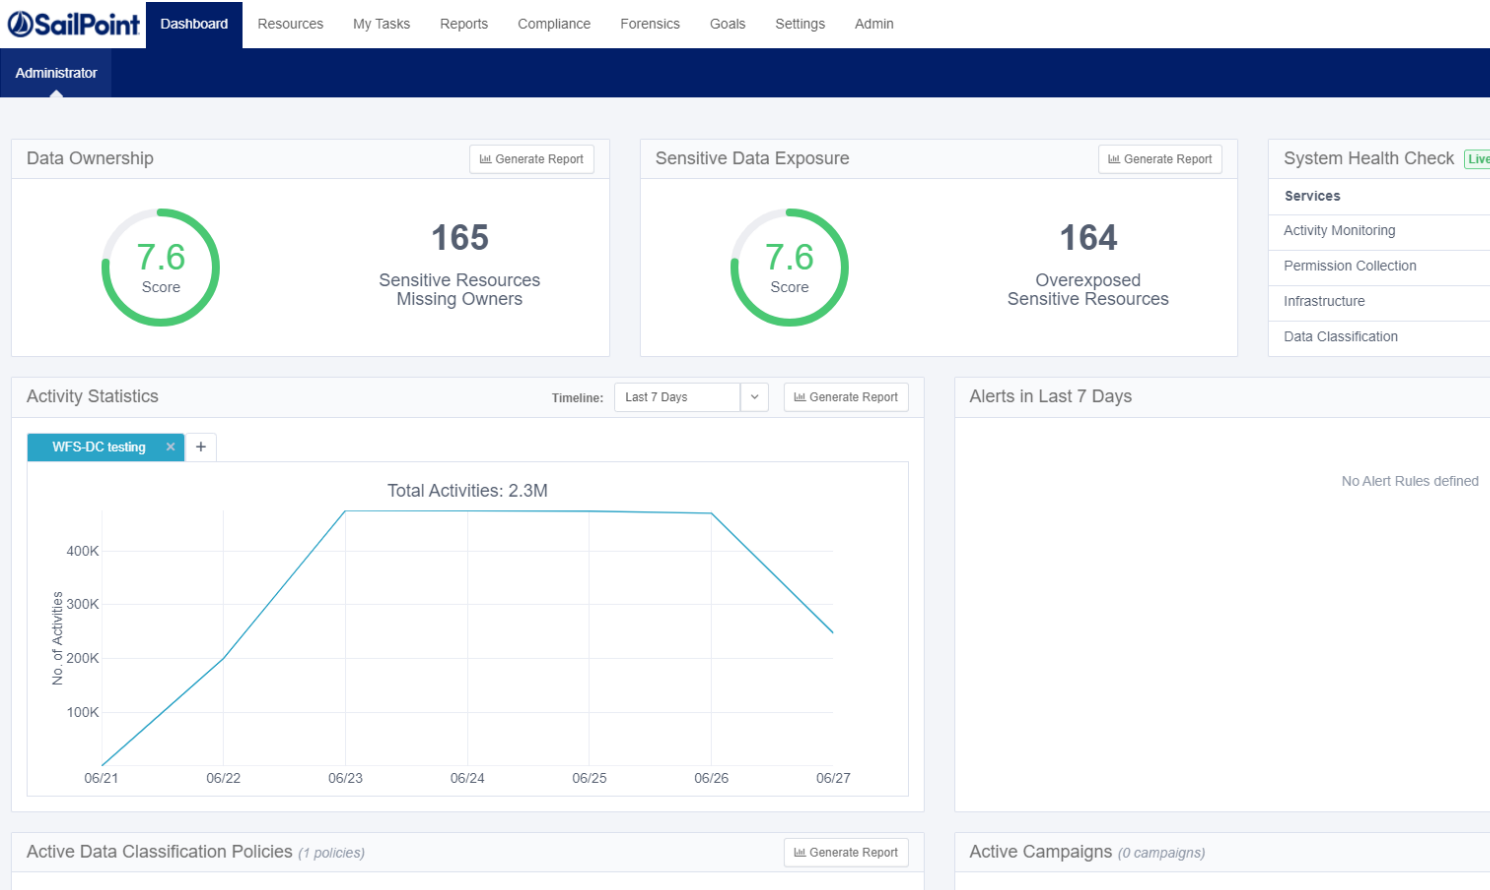 SailPoint
Dashboard Resources My Tasks Reports Compliance Forensics Goals Settings Admin
Administrator
Data Ownership
Generate Report
7.6
Score
165
Sensitive Resources
Missing Owners
Sensitive Data Exposure
Generate Report
7.6
Score
164
Overexposed
Sensitive Resources
System Health Check Live
Services
Activity Monitoring
Permission Collection
Infrastructure
Data Classification
Activity Statistics
Timeline: Last 7 Days
Generate Report
WFS-DC testing × +
Total Activities: 2.3M
No. of Activities
400K
300K
200K
100K
06/21 06/22 06/23 06/24 06/25 06/26 06/27
Alerts in Last 7 Days
No Alert Rules defined
Active Data Classification Policies (1 policies)
Generate Report
Active Campaigns (0 campaigns)